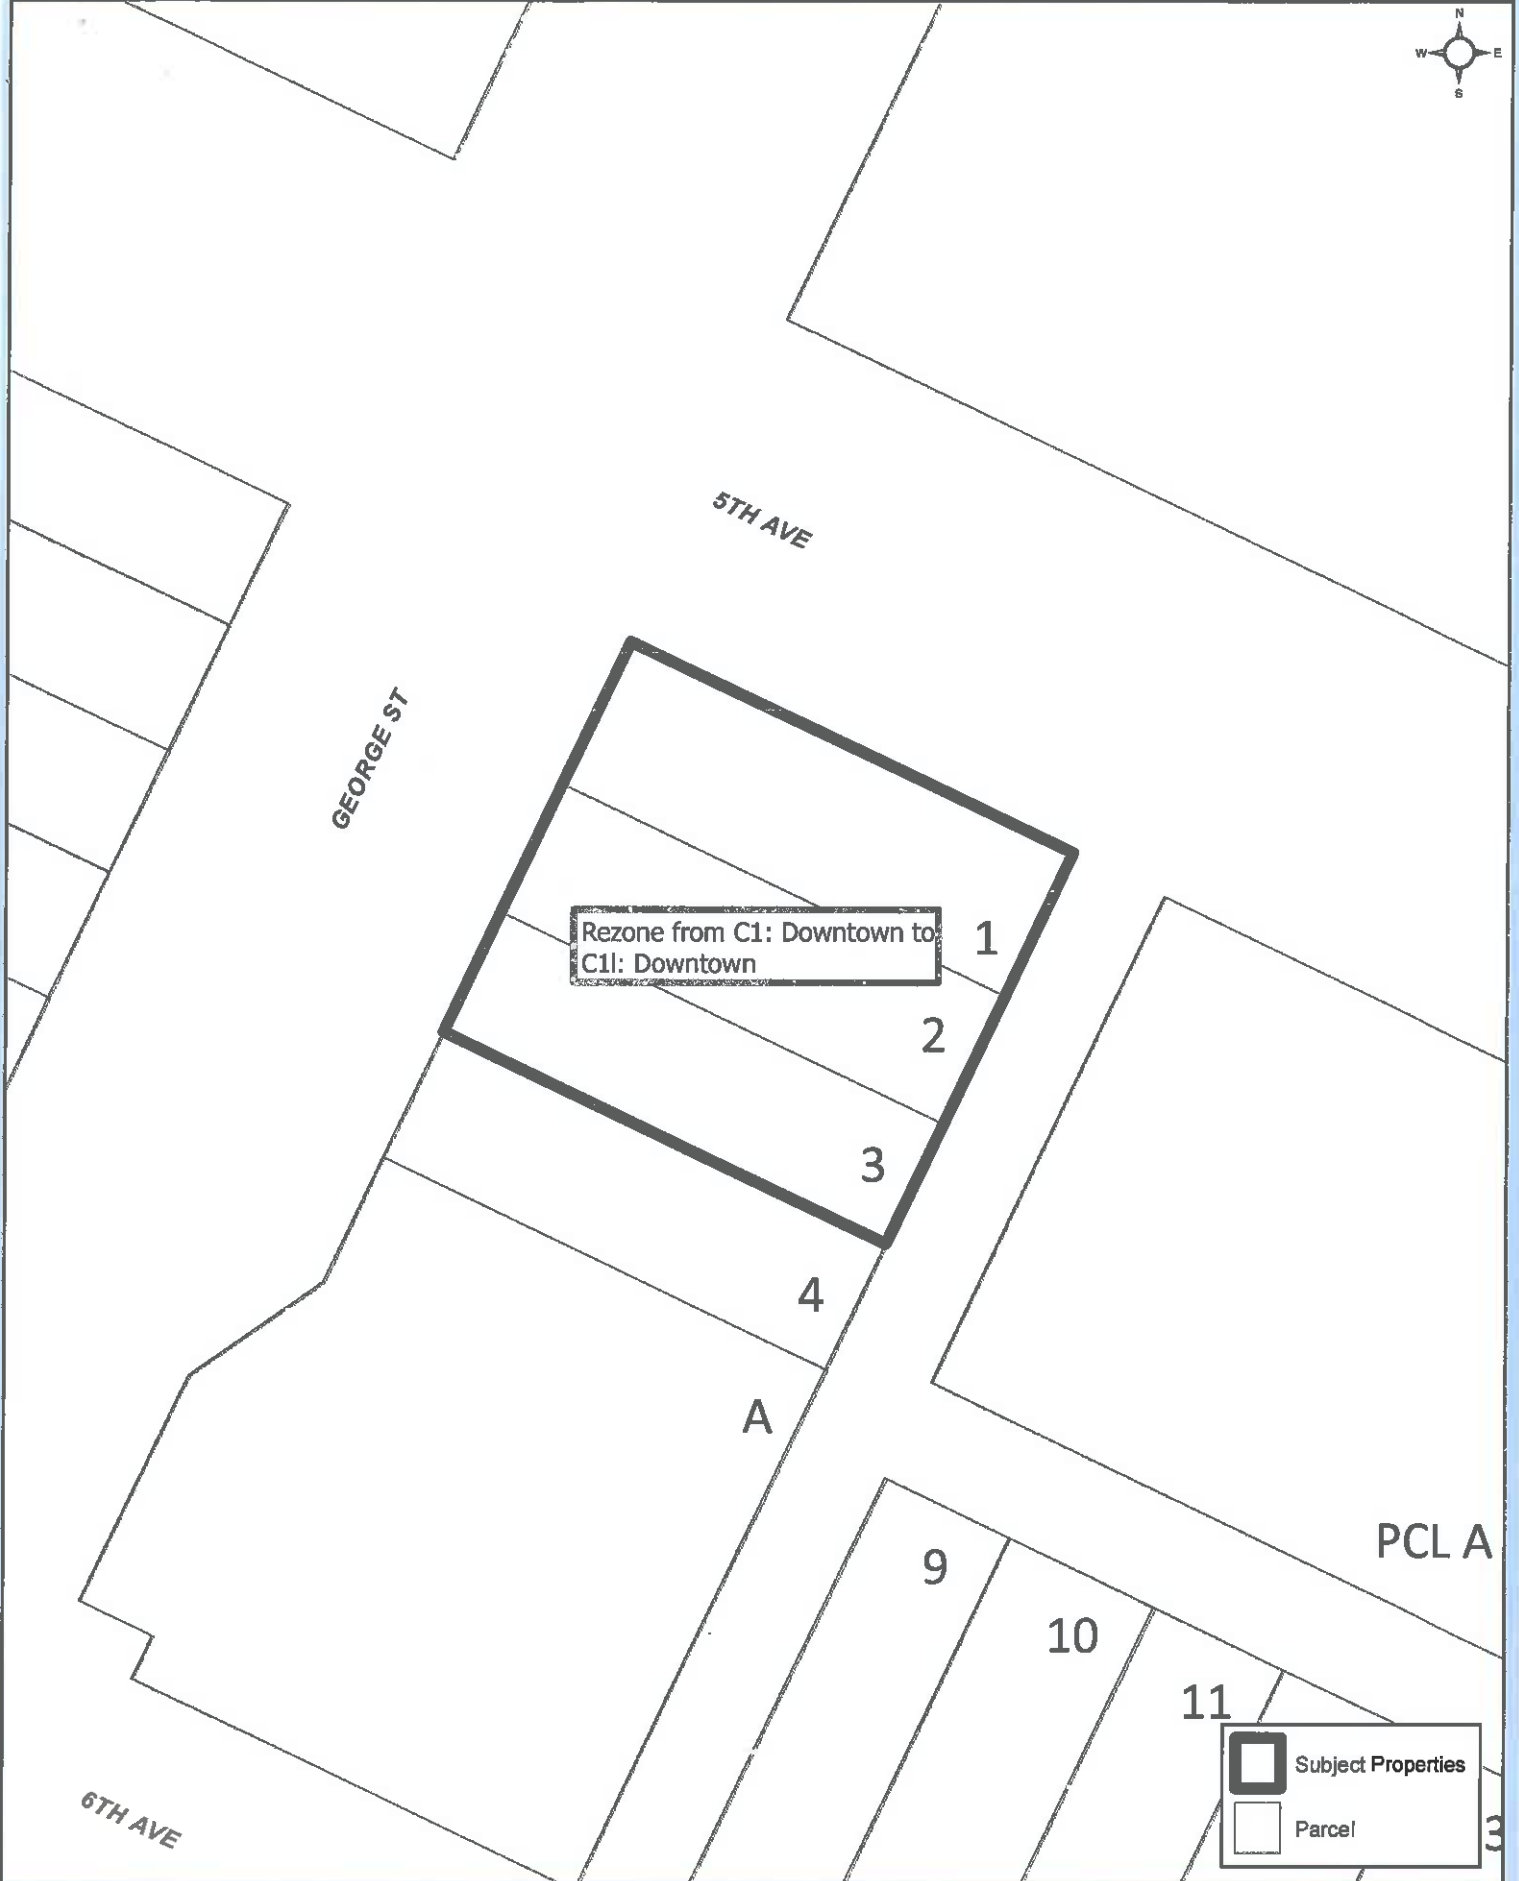 N
W E
S
5TH AVE
GEORGE ST
Rezone from C1: Downtown to
C1l: Downtown
1
2
3
4
A
PCL A
9
10
11
Subject Properties
Parcel
3
6TH AVE